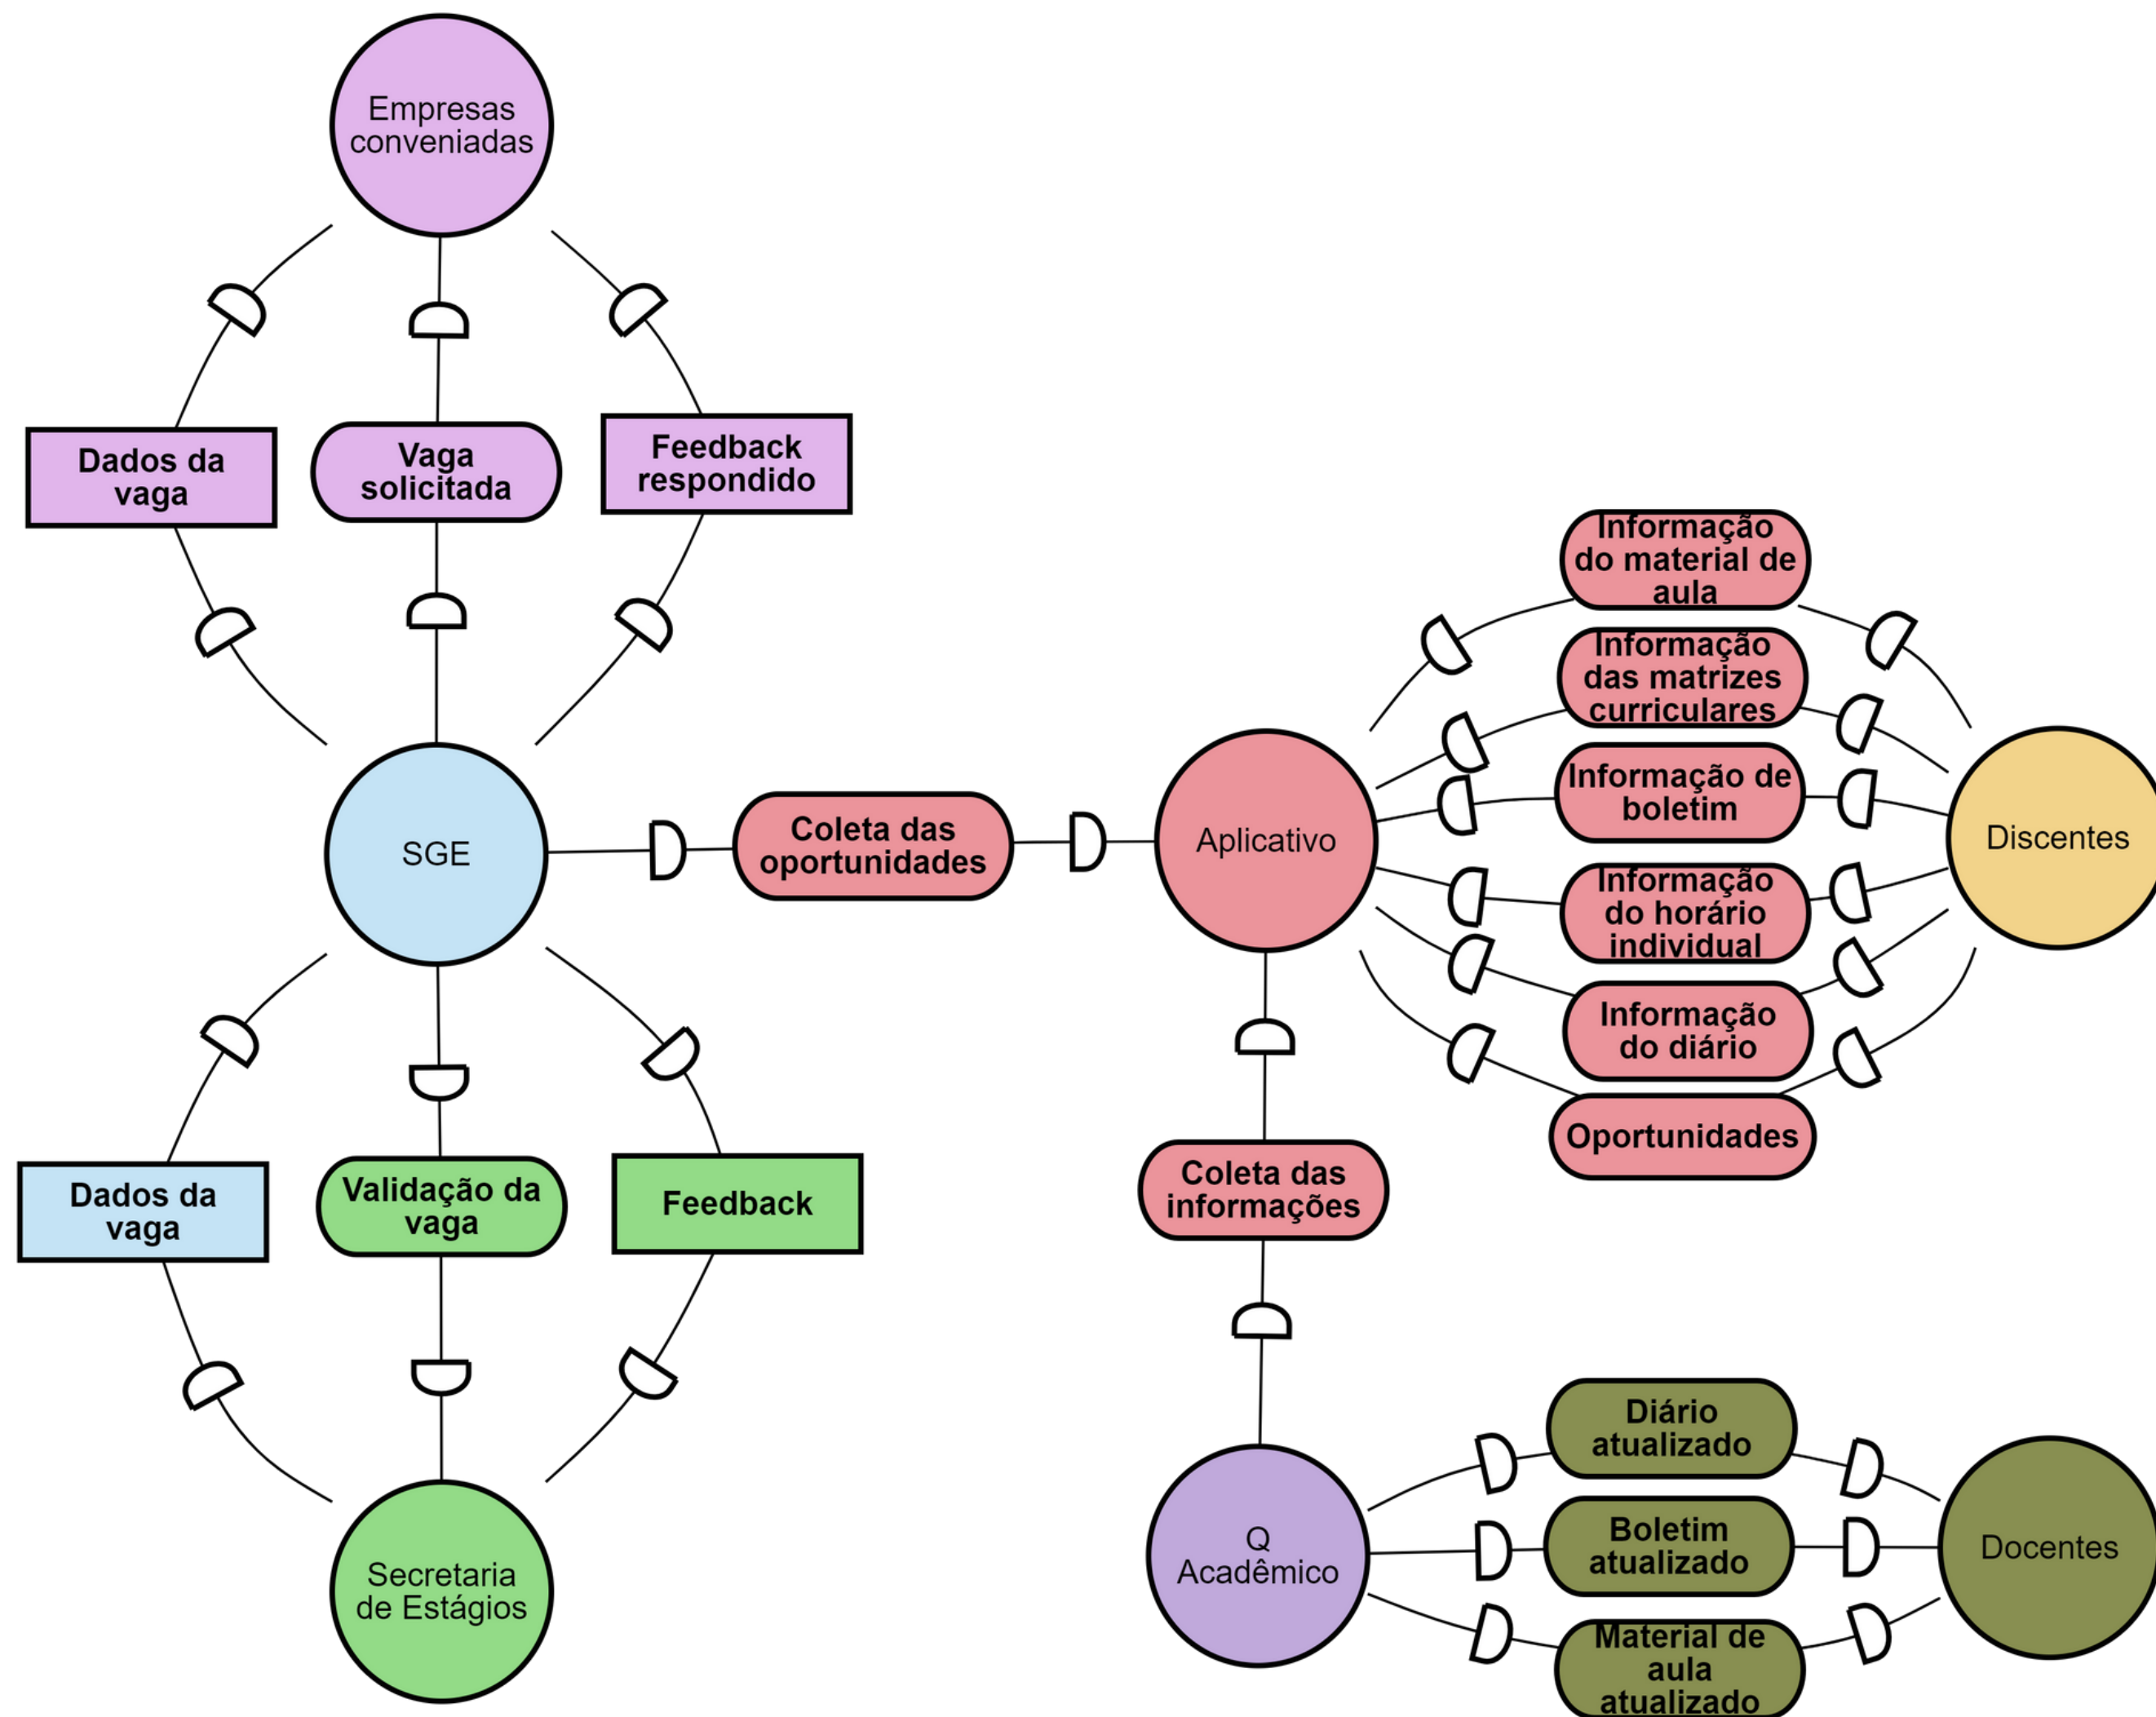 Empresas
conveniadas
Dados da
vaga
Vaga
solicitada
Feedback
respondido
SGE
Coleta das
oportunidades
Aplicativo
Informação
do material de
aula
Informação
das matrizes
curriculares
Informação de
boletim
Informação
do horário
individual
Informação
do diário
Oportunidades
Discentes
Dados da
vaga
Validação da
vaga
Feedback
Secretaria
de Estágios
Coleta das
informações
Q
Acadêmico
Diário
atualizado
Boletim
atualizado
Material de
aula
atualizado
Docentes